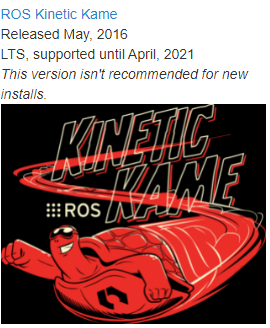 ROS Kinetic Kame
Released May, 2016
LTS, supported until April, 2021
This version isn't recommended for new
installs.
KINETIC
KAME
ROS